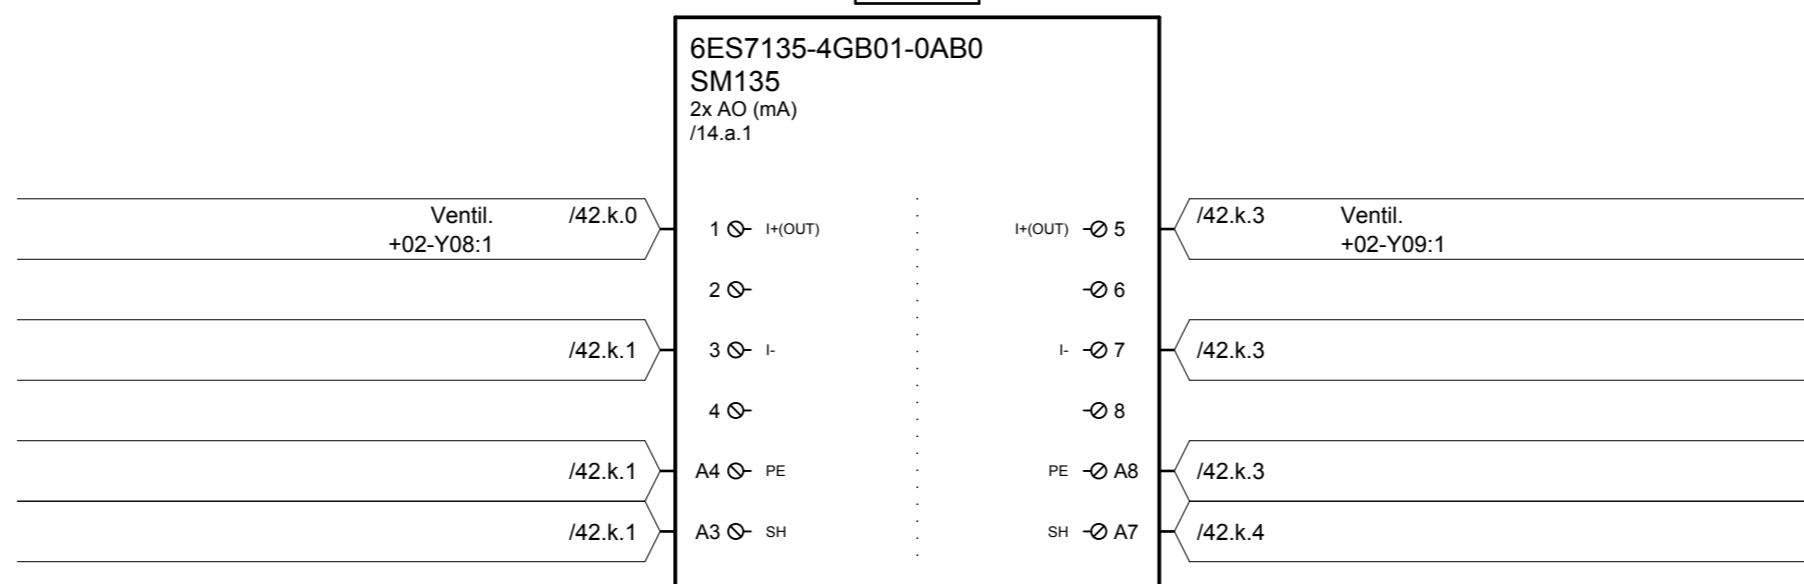 6ES7135-4GB01-0AB0
SM135
2x AO (mA)
/14.a.1
Ventil. /42.k.0 1 I+(OUT) I+(OUT) 5 /42.k.3 Ventil.
+02-Y08:1 +02-Y09:1
2 6
/42.k.1 3 I- I- 7 /42.k.3
4 8
/42.k.1 A4 PE PE A8 /42.k.3
/42.k.1 A3 SH SH A7 /42.k.4